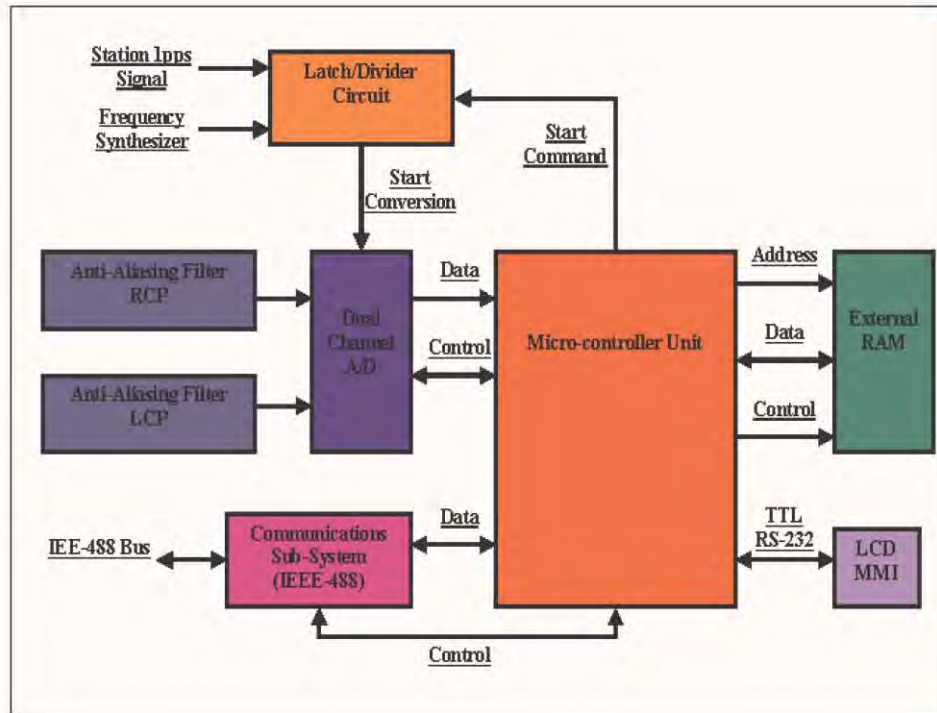 Station 1pps
Signal
Frequency
Synthesizer
Latch/Divider
Circuit
Start
Command
Start
Conversion
Anti-Aliasing Filter
RCP
Anti-Aliasing Filter
LCP
Dual
Channel
A/D
Data
Control
Micro-controller Unit
Address
Data
Control
External
RAM
IEE-488 Bus
Communications
Sub-System
(IEEE-488)
Data
Control
TTL
RS-232
LCD
MMI